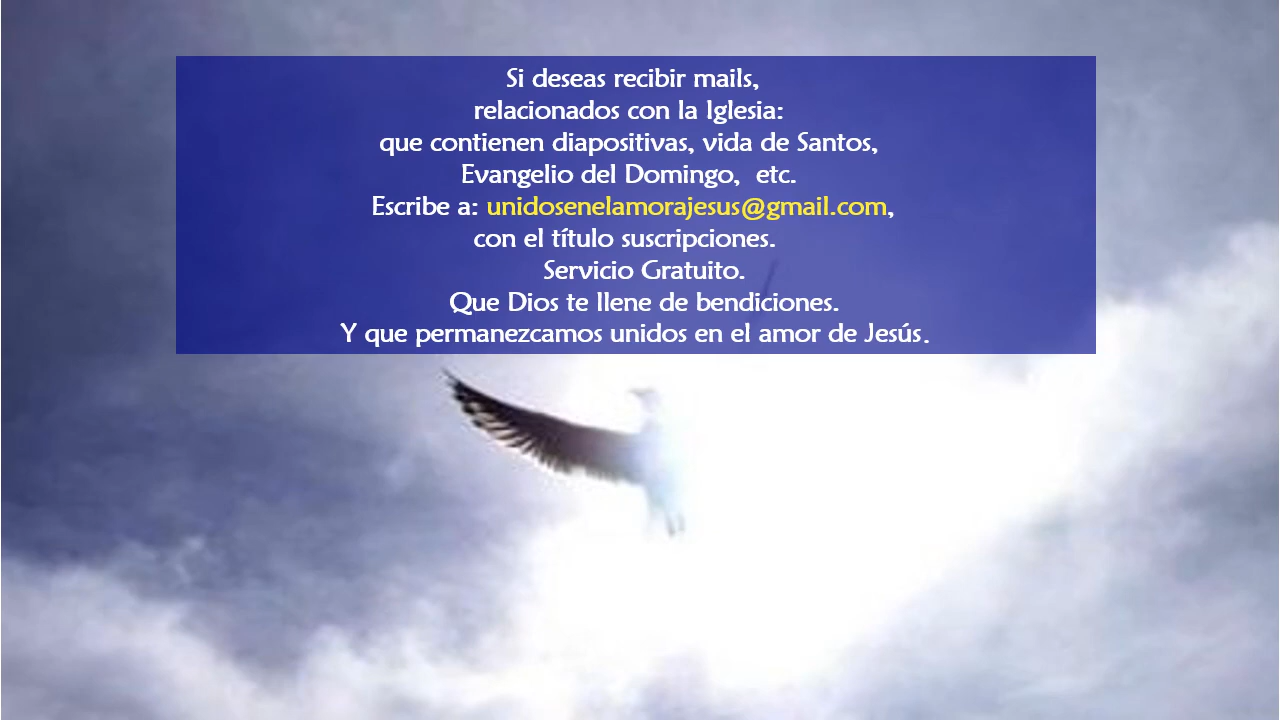 Si deseas recibir mails,
relacionados con la Iglesia:
que contienen diapositivas, vida de Santos,
Evangelio del Domingo,  etc.
Escribe a: unidosenelamorajesus@gmail.com,
con el título suscripciones.
Servicio Gratuito.
Que Dios te llene de bendiciones.
Y que permanezcamos unidos en el amor de Jesús.